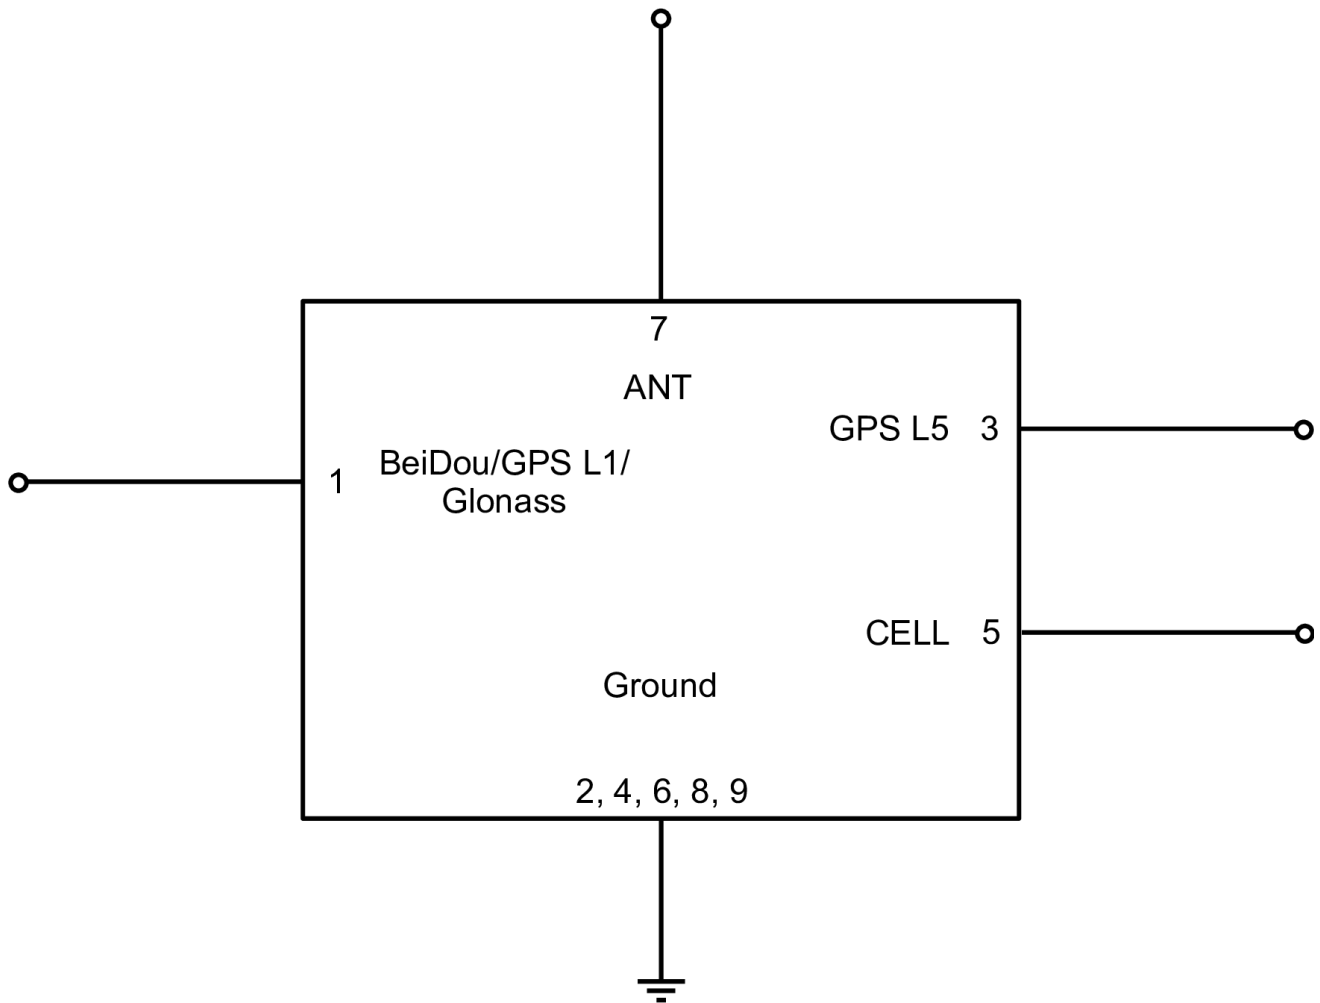 7
ANT
GPS L5 3
1 BeiDou/GPS L1/
Glonass
CELL 5
Ground
2, 4, 6, 8, 9